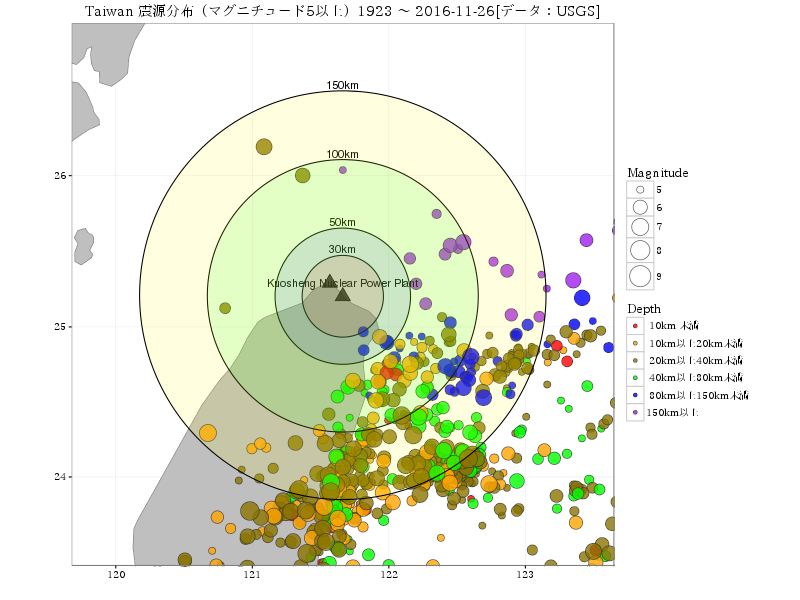 Taiwan 震源分布（マグニチュード5以上）1923 ～ 2016-11-26[データ：USGS]
150km
100km
50km
30km
Kuosheng Nuclear Power Plant
26
25
24
120
121
122
123
Magnitude
5
6
7
8
9
Depth
10km 未満
10km以上20km未満
20km以上40km未満
40km以上80km未満
80km以上150km未満
150km以上